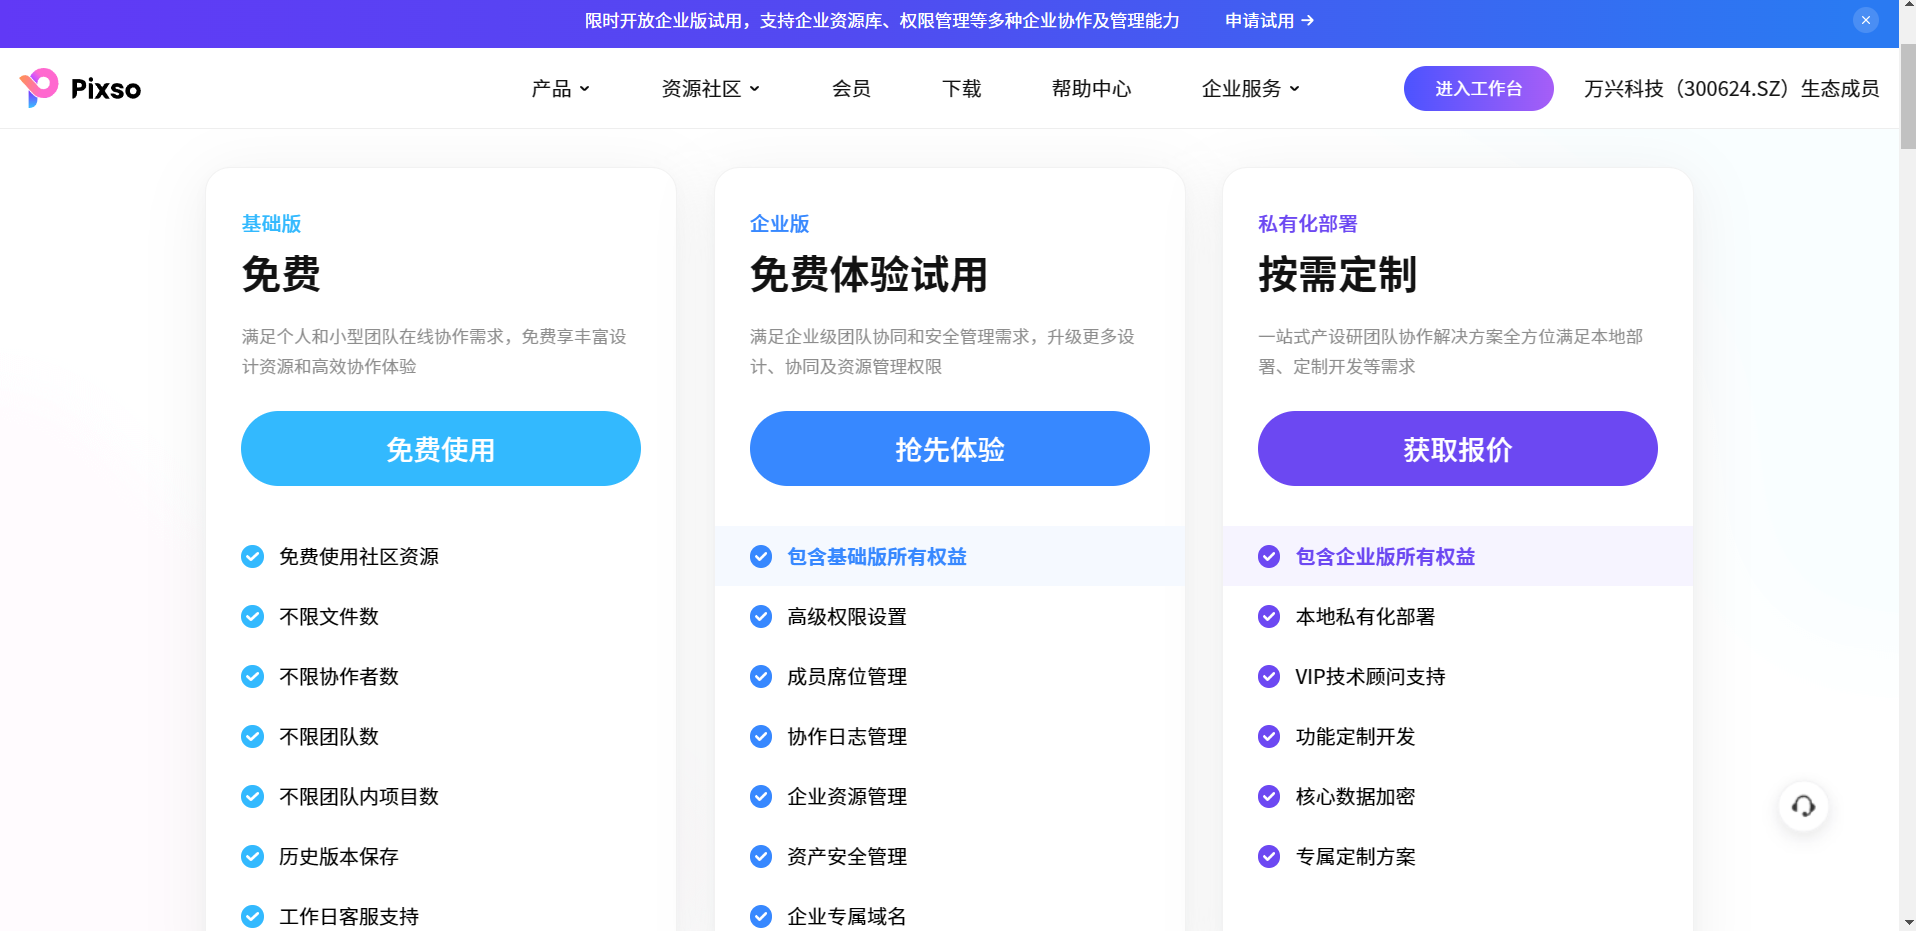 限时开放企业版试用，支持企业资源库、权限管理等多种企业协作及管理能力 申请试用 →
Pixso 产品 资源社区 会员 下载 帮助中心 企业服务 进入工作台 万兴科技（300624.SZ）生态成员
基础版
免费
满足个人和小型团队在线协作需求，免费享丰富设
计资源和高效协作体验
免费使用
免费使用社区资源
不限文件数
不限协作者数
不限团队数
不限团队内项目数
历史版本保存
工作日客服支持
企业版
免费体验试用
满足企业级团队协同和安全管理需求，升级更多设
计、协同及资源管理权限
抢先体验
包含基础版所有权益
高级权限设置
成员席位管理
协作日志管理
企业资源管理
资产安全管理
企业专属域名
私有化部署
按需定制
一站式产设研团队协作解决方案全方位满足本地部
署、定制开发等需求
获取报价
包含企业版所有权益
本地私有化部署
VIP技术顾问支持
功能定制开发
核心数据加密
专属定制方案